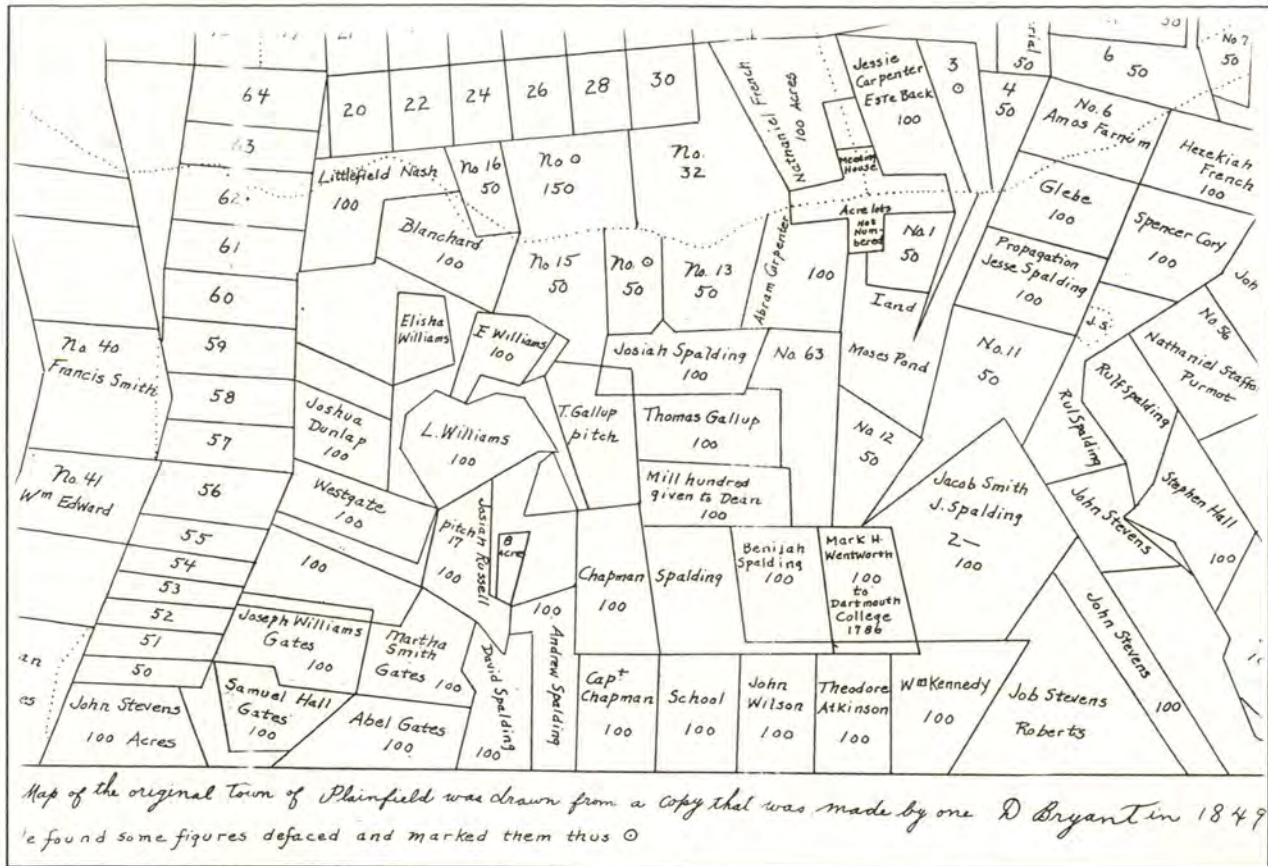 64
63
62
61
60
59
58
57
56
55
54
53
52
51
50
20
22
24
26
28
30
Littlefield Nash
100
No 16
50
No ⊙
150
No.
32
Nathaniel French
100 Acres
Jessie
Carpenter
Este Back
100
3
⊙
4
50
50
6
50
50
No 7
50
No. 6
Amos Farnum
Hezekiah
French
100
Meeting
House
Acre lots
Not
Num-
bered
No. 1
50
Glebe
100
Spencer Cory
100
Propagation
Jesse Spalding
100
J.S.
No. 56
Nathaniel Staffo
Purmot
Blanchard
100
No 15
50
No. ⊙
50
No. 13
50
Abram Carpenter
100
Iand
Moses Pond
No. 11
50
Elisha
Williams
E Williams
100
Josiah Spalding
100
No. 63
No 40
Francis Smith
Joshua
Dunlap
100
L. Williams
100
T. Gallup
pitch
Thomas Gallup
100
No 12
50
Rulf Spalding
Rul Spalding
Stephen Hall
100
John Stevens
No. 41
Wm Edward
Westgate
100
100
pitch
17
100
Josiah Russell
8
acre
Mill hundred
given to Dean
100
Jacob Smith
J. Spalding
2—
100
Chapman
100
Spalding
Benijah
Spalding
100
Mark H.
Wentworth
100
to
Dartmouth
College
1786
John Stevens
100
Joseph Williams
Gates
100
Martha
Smith
Gates
100
David Spalding
100
100
Andrew Spalding
John Stevens
100 Acres
Samuel Hall
Gates
100
Abel Gates
100
Capt
Chapman
100
School
100
John
Wilson
100
Theodore
Atkinson
100
Wm Kennedy
100
Job Stevens
Roberts
Map of the original Town of Plainfield was drawn from a copy that was made by one D Bryant in 1849
e found some figures defaced and marked them thus ⊙